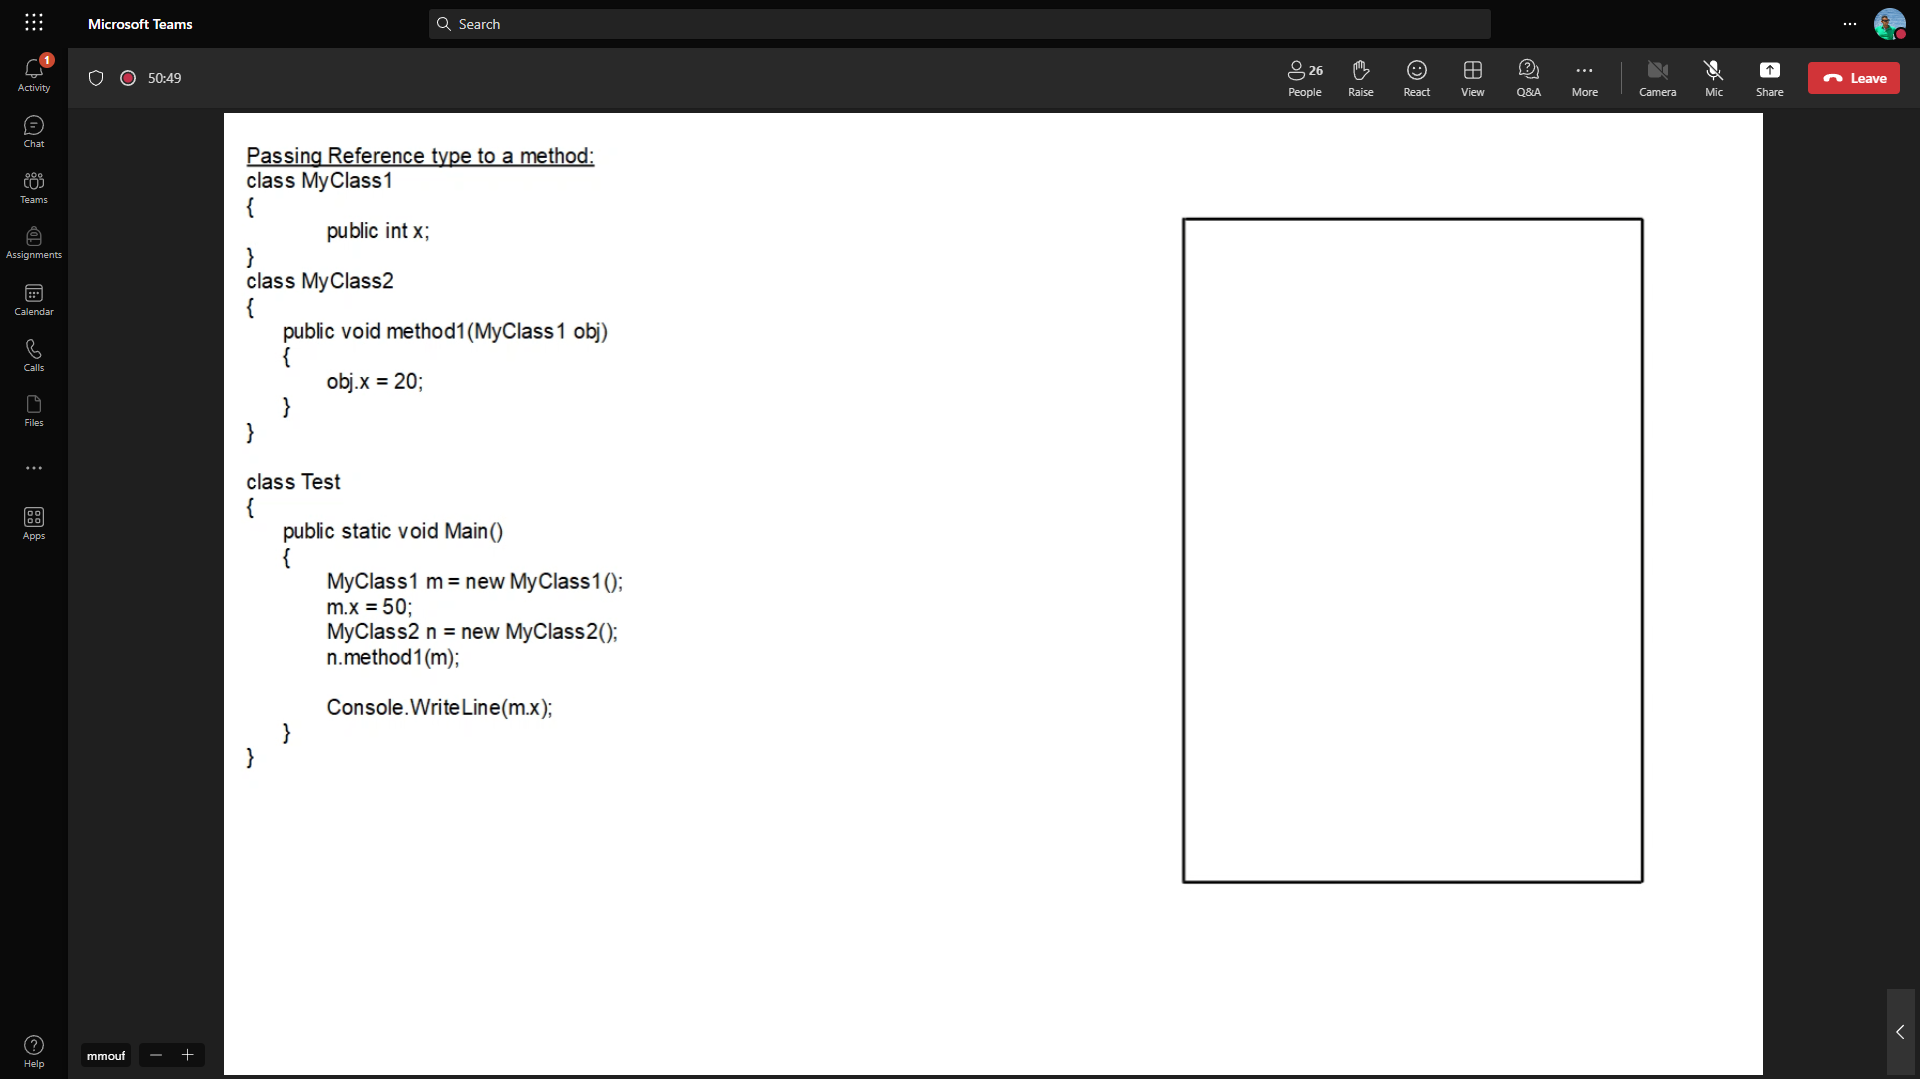 Microsoft Teams
Search
1
Activity
Chat
Teams
Assignments
Calendar
Calls
Files
Apps
Help
50:49
26
People
Raise
React
View
Q&A
More
Camera
Mic
Share
Leave
Passing Reference type to a method:
class MyClass1
{
public int x;
}
class MyClass2
{
public void method1(MyClass1 obj)
{
obj.x = 20;
}
}
class Test
{
public static void Main()
{
MyClass1 m = new MyClass1();
m.x = 50;
MyClass2 n = new MyClass2();
n.method1(m);
Console.WriteLine(m.x);
}
}
mmouf